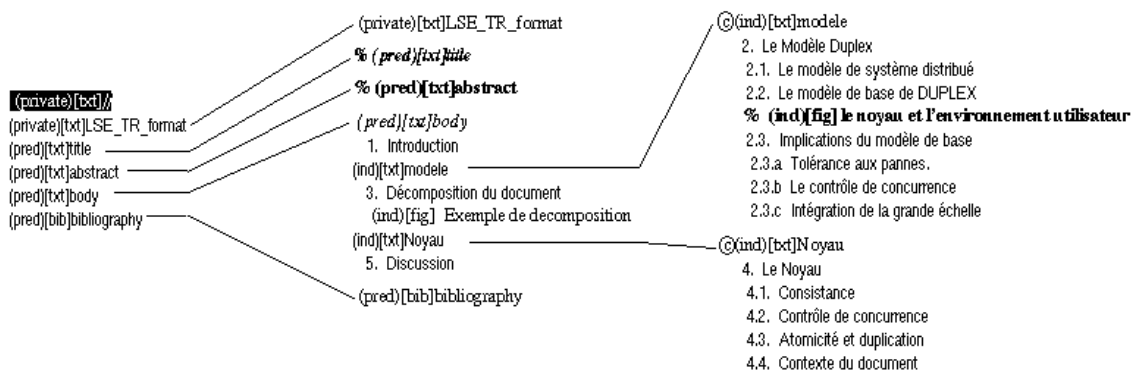 (private)[txt]//
(private)[txt]LSE_TR_format
(pred)[txt]title
(pred)[txt]abstract
(pred)[txt]body
(pred)[bib]bibliography
(private)[txt]LSE_TR_format
% (pred)[txt]title
% (pred)[txt]abstract
(pred)[txt]body
1. Introduction
(ind)[txt]modele
3. Décomposition du document
(ind)[fig] Exemple de decomposition
(ind)[txt]Noyau
5. Discussion
(pred)[bib]bibliography
©(ind)[txt]modele
2. Le Modèle Duplex
2.1. Le modèle de système distribué
2.2. Le modèle de base de DUPLEX
% (ind)[fig] le noyau et l'environnement utilisateur
2.3. Implications du modèle de base
2.3.a Tolérance aux pannes.
2.3.b Le contrôle de concurrence
2.3.c Intégration de la grande échelle
©(ind)[txt]Noyau
4. Le Noyau
4.1. Consistance
4.2. Contrôle de concurrence
4.3. Atomicité et duplication
4.4. Contexte du document